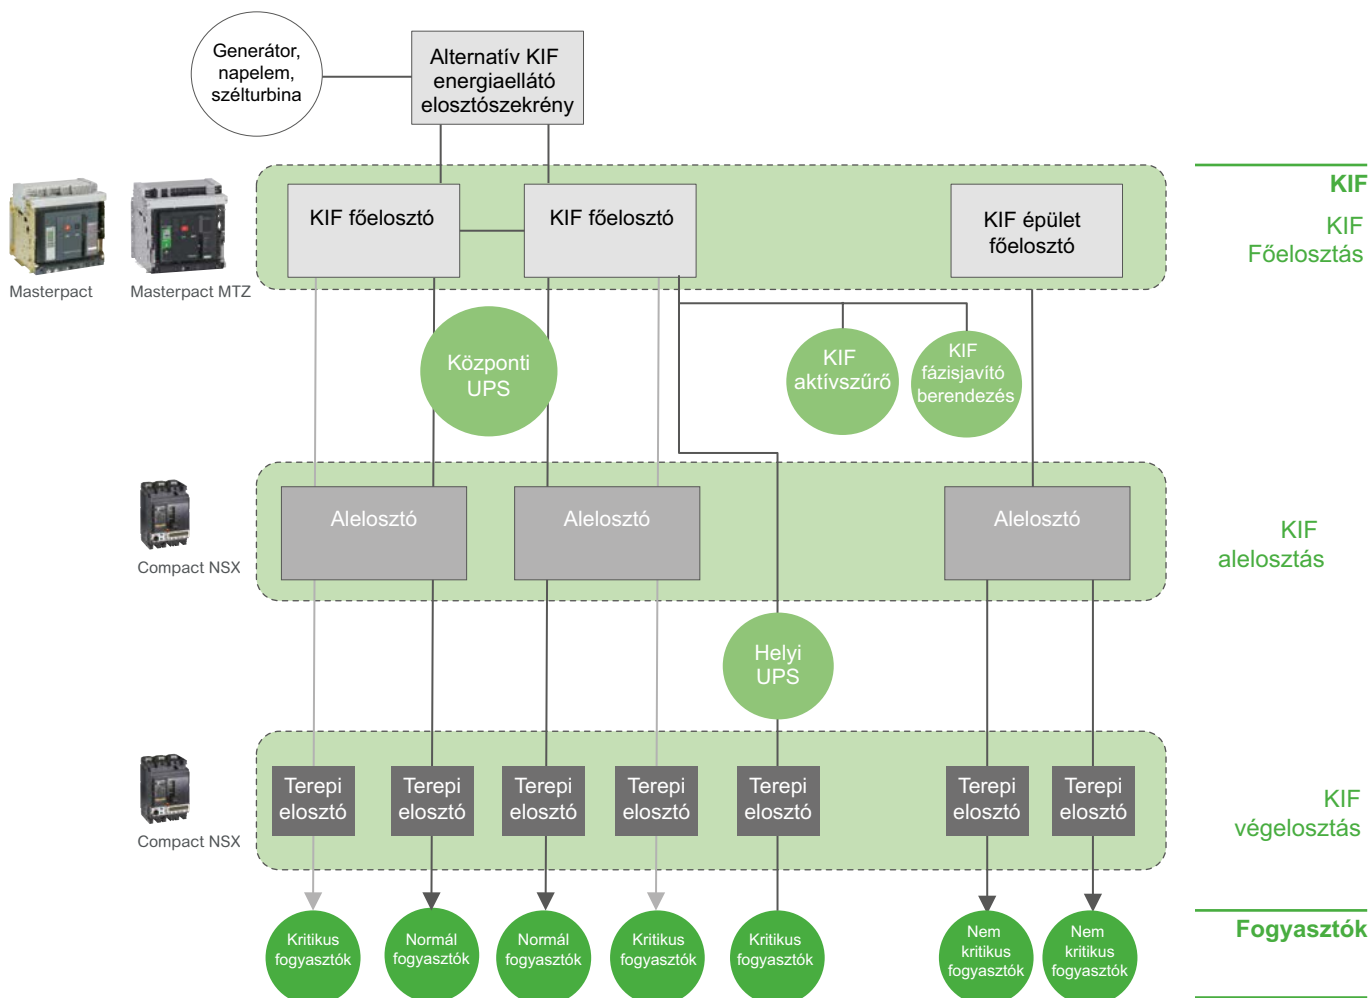 Generátor,
napelem,
szélturbina
Alternatív KIF
energiaellátó
elosztószekrény
KIF főelosztó
KIF főelosztó
KIF épület
főelosztó
KIF
KIF
Főelosztás
Masterpact
Masterpact MTZ
Központi
UPS
KIF
aktívszűrő
KIF
fázisjavító
berendezés
Alelosztó
Alelosztó
Alelosztó
KIF
alelosztás
Compact NSX
Helyi
UPS
Terepi
elosztó
Terepi
elosztó
Terepi
elosztó
Terepi
elosztó
Terepi
elosztó
Terepi
elosztó
Terepi
elosztó
KIF
végelosztás
Compact NSX
Kritikus
fogyasztók
Normál
fogyasztók
Normál
fogyasztók
Kritikus
fogyasztók
Kritikus
fogyasztók
Nem
kritikus
fogyasztók
Nem
kritikus
fogyasztók
Fogyasztók